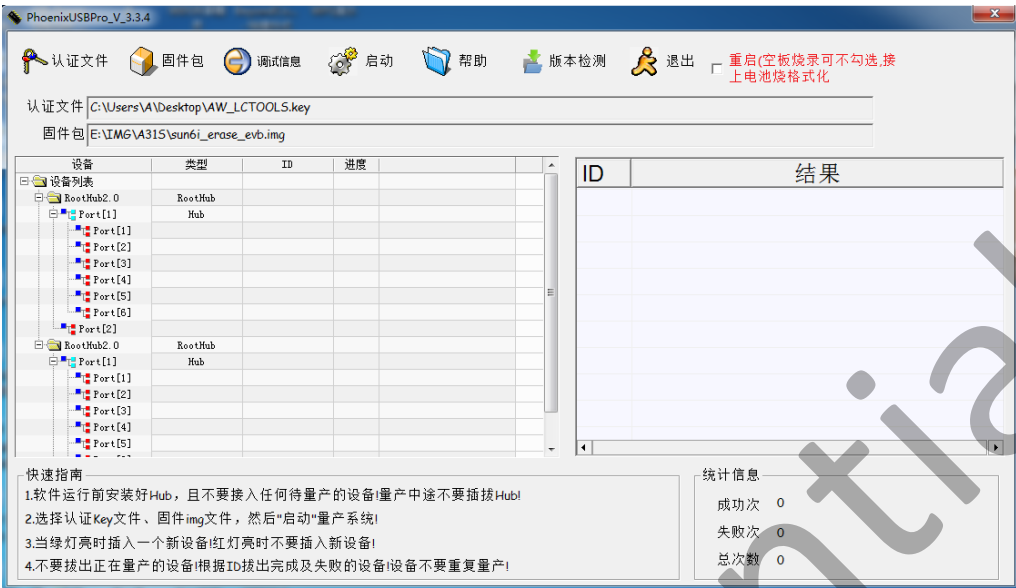 PhoenixUSBPro_V_3.3.4
认证文件 固件包 调试信息 启动 帮助 版本检测 退出 重启(空板烧录可不勾选,接
上电池烧格式化
认证文件 C:\Users\A\Desktop\AW_LCTOOLS.key
固件包 E:\IMG\A31S\sun6i_erase_evb.img
设备 类型 ID 进度
设备列表
RootHub2.0 RootHub
Port[1] Hub
Port[1]
Port[2]
Port[3]
Port[4]
Port[5]
Port[6]
Port[2]
RootHub2.0 RootHub
Port[1] Hub
Port[1]
Port[2]
Port[3]
Port[4]
Port[5]
ID 结果
快速指南
1.软件运行前安装好Hub，且不要接入任何待量产的设备!量产中途不要插拔Hub!
2.选择认证Key文件、固件img文件，然后"启动"量产系统!
3.当绿灯亮时插入一个新设备!红灯亮时不要插入新设备!
4.不要拔出正在量产的设备!根据ID拔出完成及失败的设备!设备不要重复量产!
统计信息
成功次 0
失败次 0
总次数 0
ntial